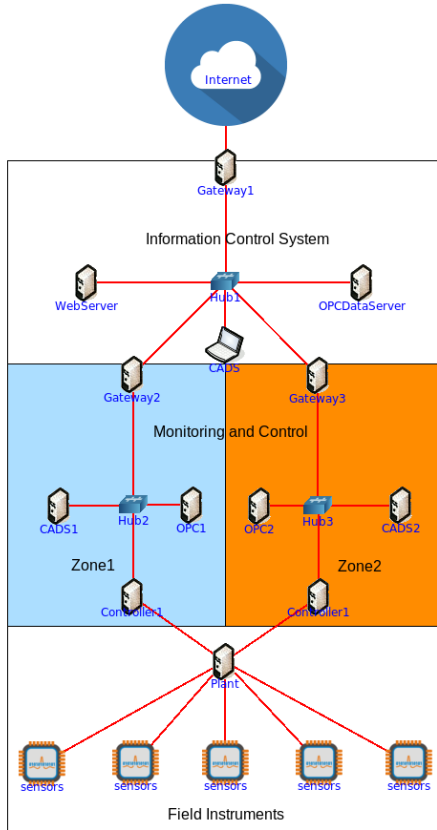 Internet
Gateway1
Information Control System
WebServer
Hub1
OPCDataServer
CADS
Gateway2
Gateway3
Monitoring and Control
CADS1
Hub2
OPC1
OPC2
Hub3
CADS2
Zone1
Zone2
Controller1
Controller1
Plant
sensors
sensors
sensors
sensors
sensors
Field Instruments